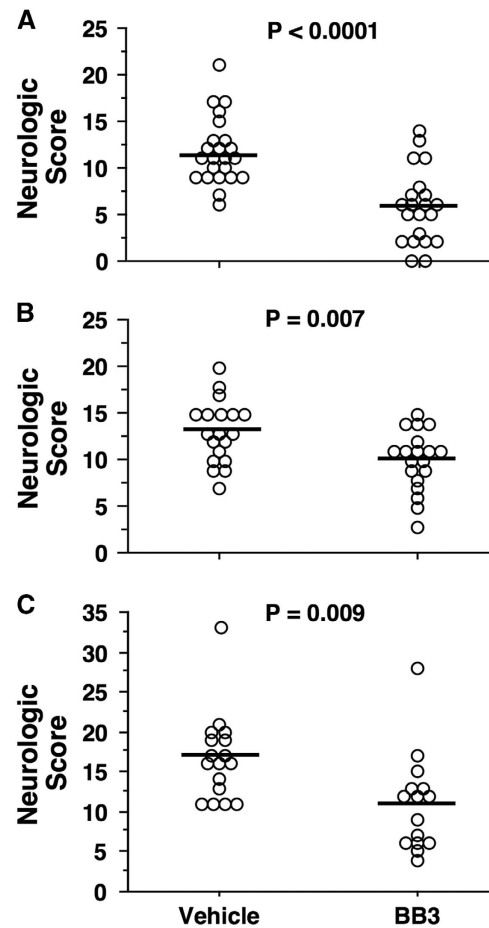 A
P < 0.0001
Neurologic
Score
25
20
15
10
5
0
B
P = 0.007
Neurologic
Score
25
20
15
10
5
0
C
P = 0.009
Neurologic
Score
35
30
25
20
15
10
5
0
Vehicle BB3